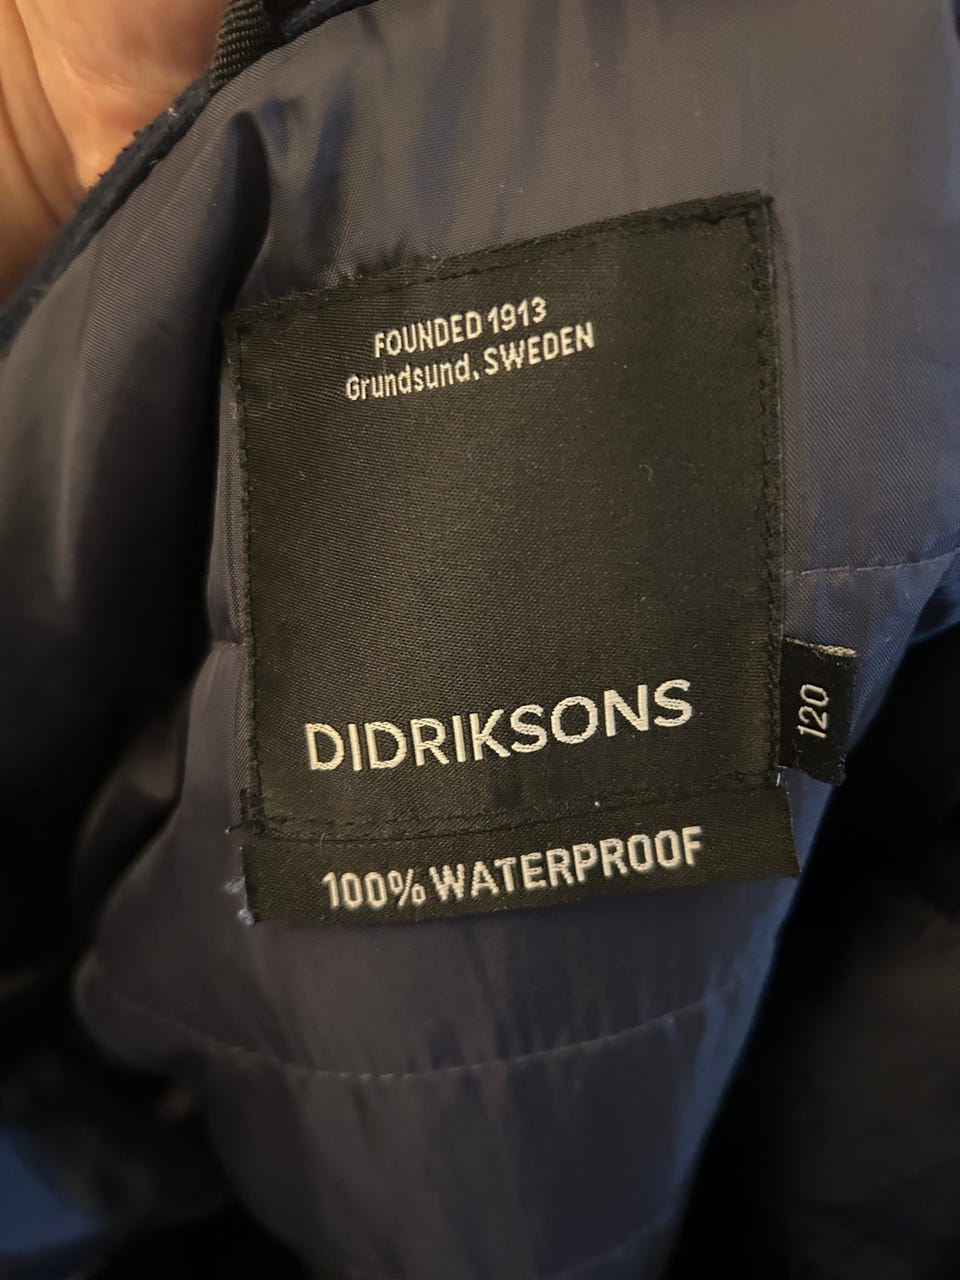 FOUNDED 1913
Grundsund, SWEDEN
DIDRIKSONS
120
100% WATERPROOF